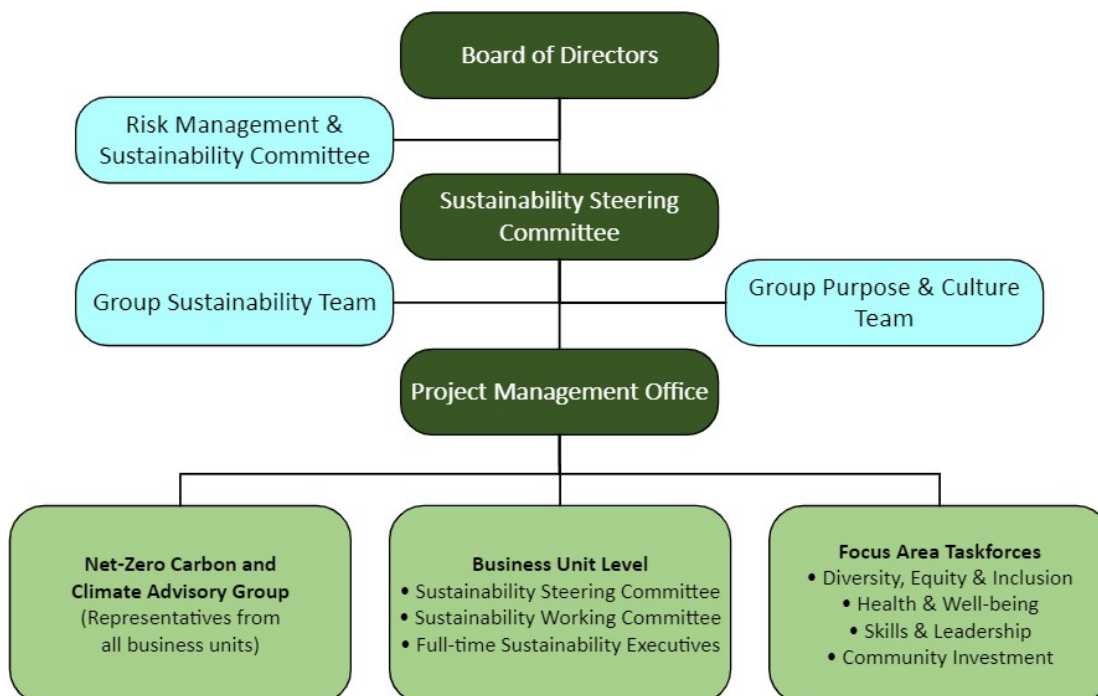 Board of Directors
Risk Management &
Sustainability Committee
Sustainability Steering
Committee
Group Sustainability Team
Group Purpose & Culture
Team
Project Management Office
Net-Zero Carbon and
Climate Advisory Group
(Representatives from
all business units)
Business Unit Level
• Sustainability Steering Committee
• Sustainability Working Committee
• Full-time Sustainability Executives
Focus Area Taskforces
• Diversity, Equity & Inclusion
• Health & Well-being
• Skills & Leadership
• Community Investment